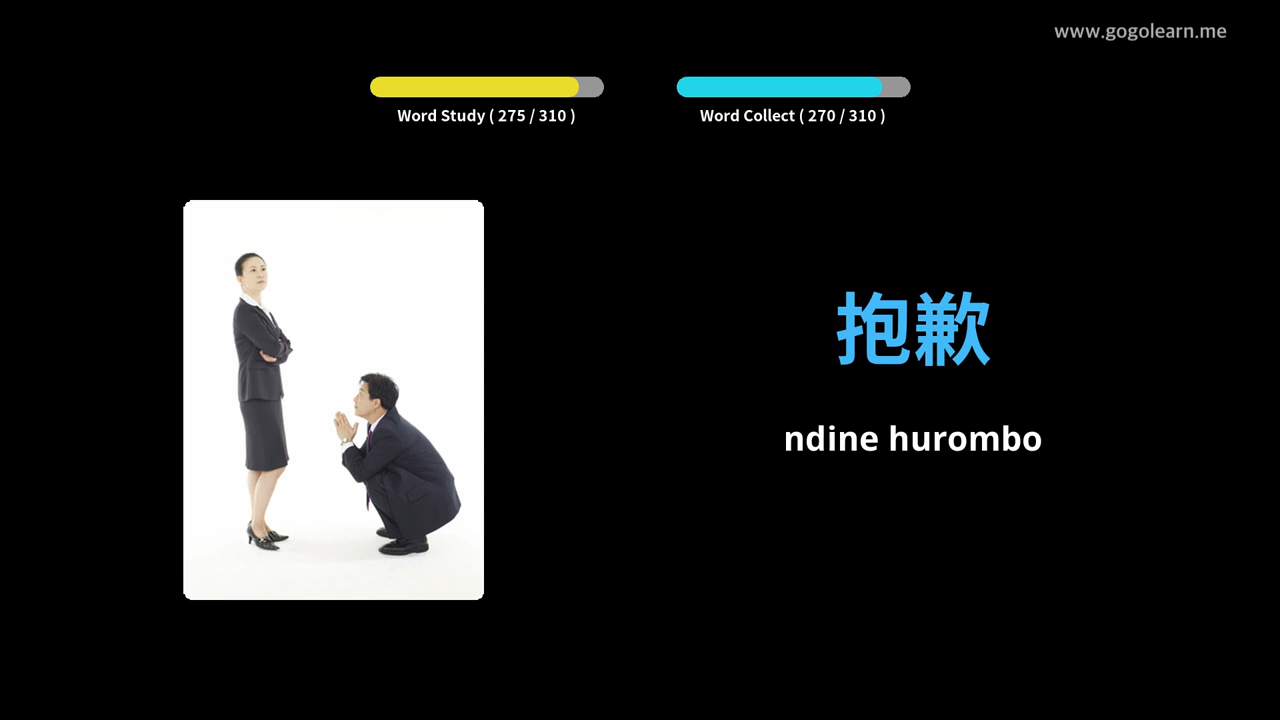 www.gogolearn.me
Word Study ( 275 / 310 )
Word Collect ( 270 / 310 )
抱歉
ndine hurombo